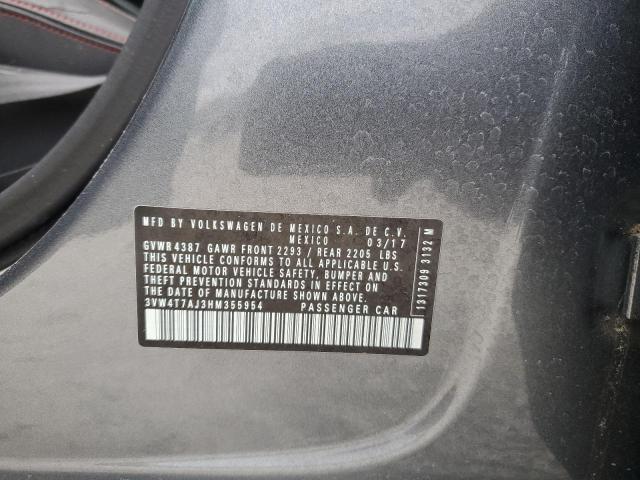 MFD BY VOLKSWAGEN DE MEXICO S.A. DE C.V.
MEXICO 03/17
GVWR 4387 GAWR FRONT 2293 / REAR 2205 LBS
THIS VEHICLE CONFORMS TO ALL APPLICABLE U.S.
FEDERAL MOTOR VEHICLE SAFETY, BUMPER AND
THEFT PREVENTION STANDARDS IN EFFECT ON
THE DATE OF MANUFACTURE SHOWN ABOVE.
3VW4T7AJ3HM355954 PASSENGER CAR
1317309 3132 M